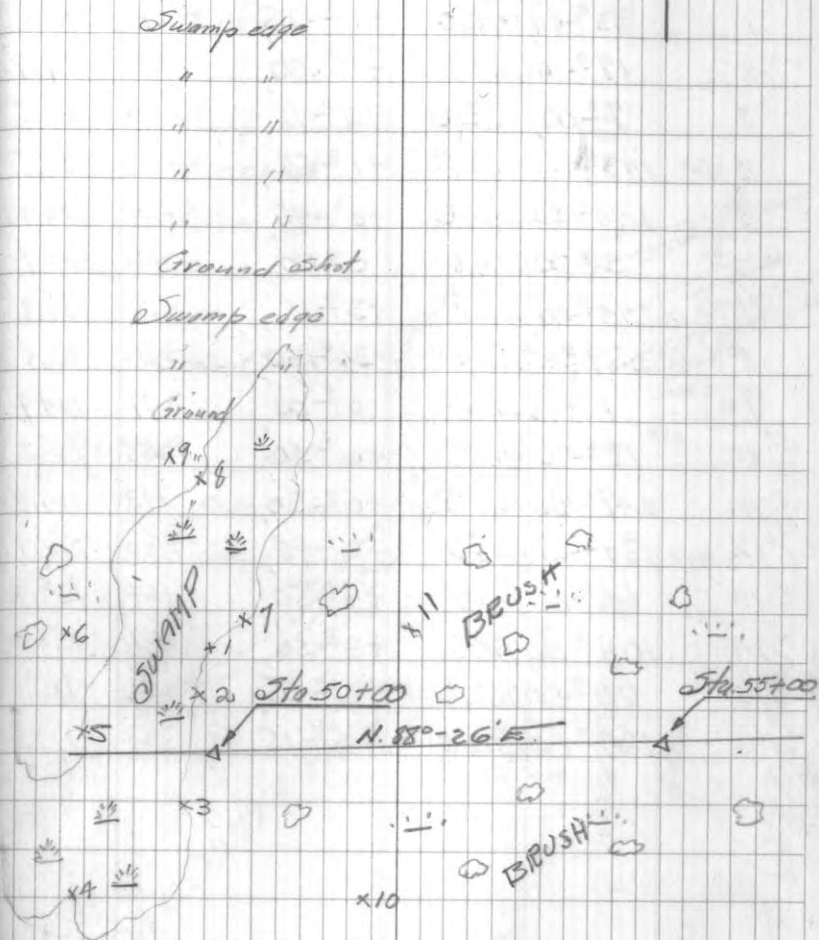 Swamp edge
" "
" "
" "
" "
Ground shot
Swamp edge
" "
Ground
x9
x8
x11
BRUSH
SWAMP
x7
x6
x1
x2
Sta. 50+00
Sta. 55+00
x5
N. 88°-26' E.
x3
BRUSH
x4
x10